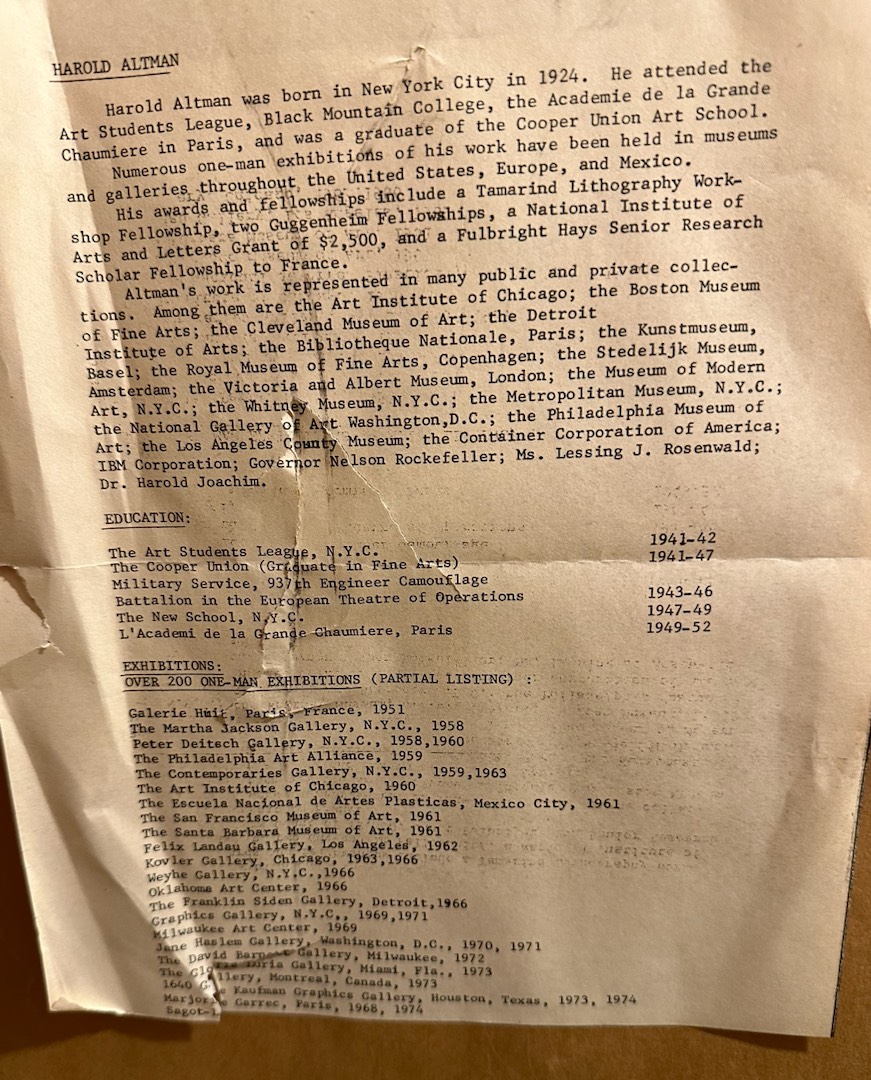 HAROLD ALTMAN
Harold Altman was born in New York City in 1924. He attended the
Art Students League, Black Mountain College, the Academie de la Grande
Chaumiere in Paris, and was a graduate of the Cooper Union Art School.
Numerous one-man exhibitions of his work have been held in museums
and galleries throughout the United States, Europe, and Mexico.
His awards and fellowships include a Tamarind Lithography Work-
shop Fellowship, two Guggenheim Fellowships, a National Institute of
Arts and Letters Grant of $2,500, and a Fulbright Hays Senior Research
Scholar Fellowship to France.
Altman's work is represented in many public and private collec-
tions. Among them are the Art Institute of Chicago; the Boston Museum
of Fine Arts; the Cleveland Museum of Art; the Detroit
Institute of Arts; the Bibliotheque Nationale, Paris; the Kunstmuseum,
Basel; the Royal Museum of Fine Arts, Copenhagen; the Stedelijk Museum,
Amsterdam; the Victoria and Albert Museum, London; the Museum of Modern
Art, N.Y.C.; the Whitney Museum, N.Y.C.; the Metropolitan Museum, N.Y.C.;
the National Gallery of Art Washington,D.C.; the Philadelphia Museum of
Art; the Los Angeles County Museum; the Container Corporation of America;
IBM Corporation; Governor Nelson Rockefeller; Ms. Lessing J. Rosenwald;
Dr. Harold Joachim.
EDUCATION:
The Art Students League, N.Y.C. 1941-42
The Cooper Union (Graduate in Fine Arts) 1941-47
Military Service, 937th Engineer Camouflage
Battalion in the European Theatre of Operations 1943-46
The New School, N.Y.C. 1947-49
L'Academi de la Grande Chaumiere, Paris 1949-52
EXHIBITIONS:
OVER 200 ONE-MAN EXHIBITIONS (PARTIAL LISTING) :
Galerie Huit, Paris, France, 1951
The Martha Jackson Gallery, N.Y.C., 1958
Peter Deitsch Gallery, N.Y.C., 1958,1960
The Philadelphia Art Alliance, 1959
The Contemporaries Gallery, N.Y.C., 1959,1963
The Art Institute of Chicago, 1960
The Escuela Nacional de Artes Plasticas, Mexico City, 1961
The San Francisco Museum of Art, 1961
The Santa Barbara Museum of Art, 1961
Felix Landau Gallery, Los Angeles, 1962
Kovler Gallery, Chicago, 1963,1966
Weyhe Gallery, N.Y.C.,1966
Oklahoma Art Center, 1966
The Franklin Siden Gallery, Detroit,1966
Graphics Gallery, N.Y.C,, 1969,1971
Milwaukee Art Center, 1969
Jane Haslem Gallery, Washington, D.C., 1970, 1971
The David Gallery, Milwaukee, 1972
The Gallery, Miami, Fla., 1973
1640 Montreal, Canada, 1973
Kaufman Graphics Gallery, Houston, Texas, 1973, 1974
Garrec, Paris, 1968, 1974